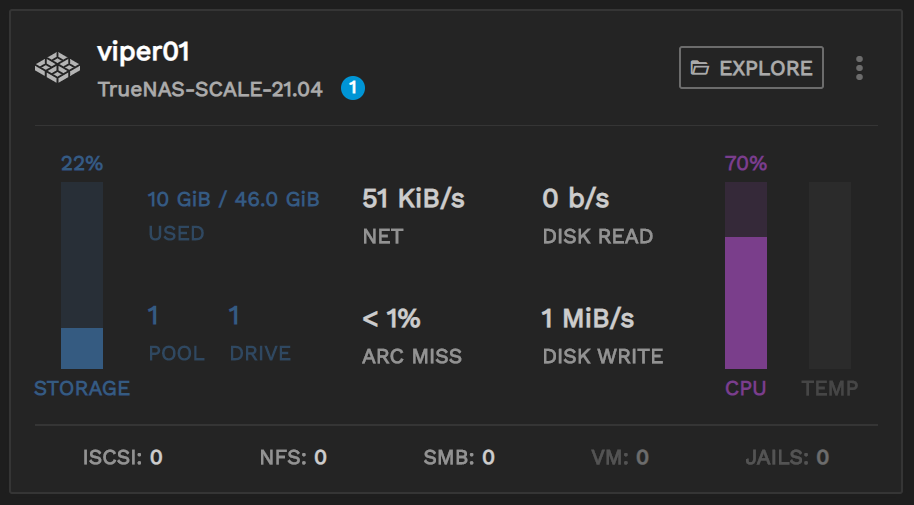 viper01
TrueNAS-SCALE-21.04 1
EXPLORE
22%
STORAGE
10 GiB / 46.0 GiB
USED
1 1
POOL DRIVE
51 KiB/s
NET
0 b/s
DISK READ
< 1%
ARC MISS
1 MiB/s
DISK WRITE
70%
CPU
TEMP
ISCSI: 0 NFS: 0 SMB: 0 VM: 0 JAILS: 0